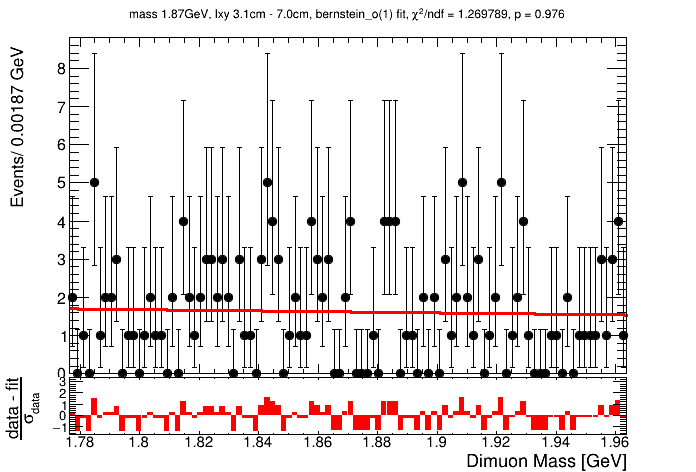 mass 1.87GeV, lxy 3.1cm - 7.0cm, bernstein_o(1) fit, χ²/ndf = 1.269789, p = 0.976
Events/ 0.00187 GeV
8
7
6
5
4
3
2
1
0
data - fit
σdata
3
2
1
0
−1
1.78 1.8 1.82 1.84 1.86 1.88 1.9 1.92 1.94 1.96
Dimuon Mass [GeV]